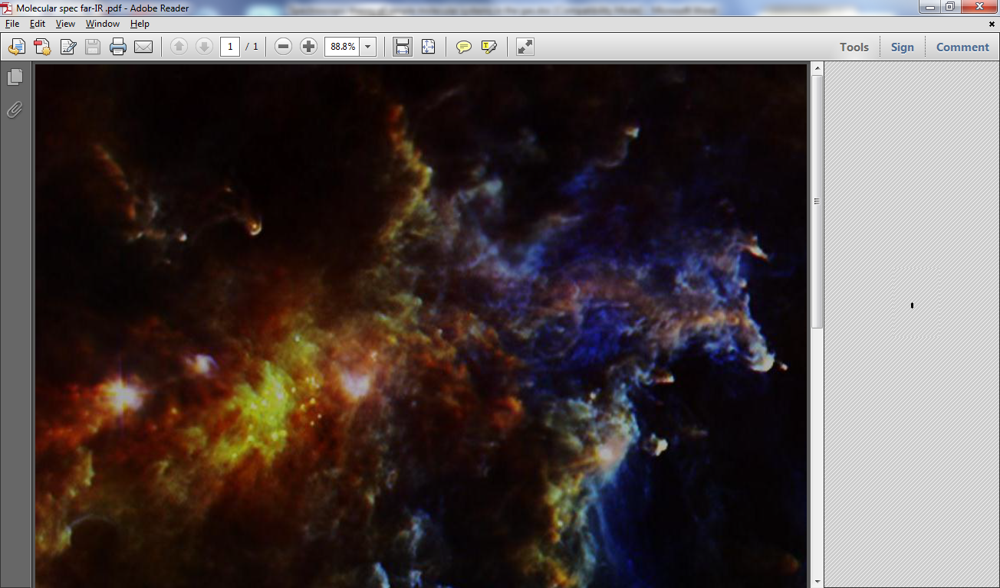 Molecular spec far-IR .pdf - Adobe Reader
File Edit View Window Help
1 / 1 88.8% Tools Sign Comment